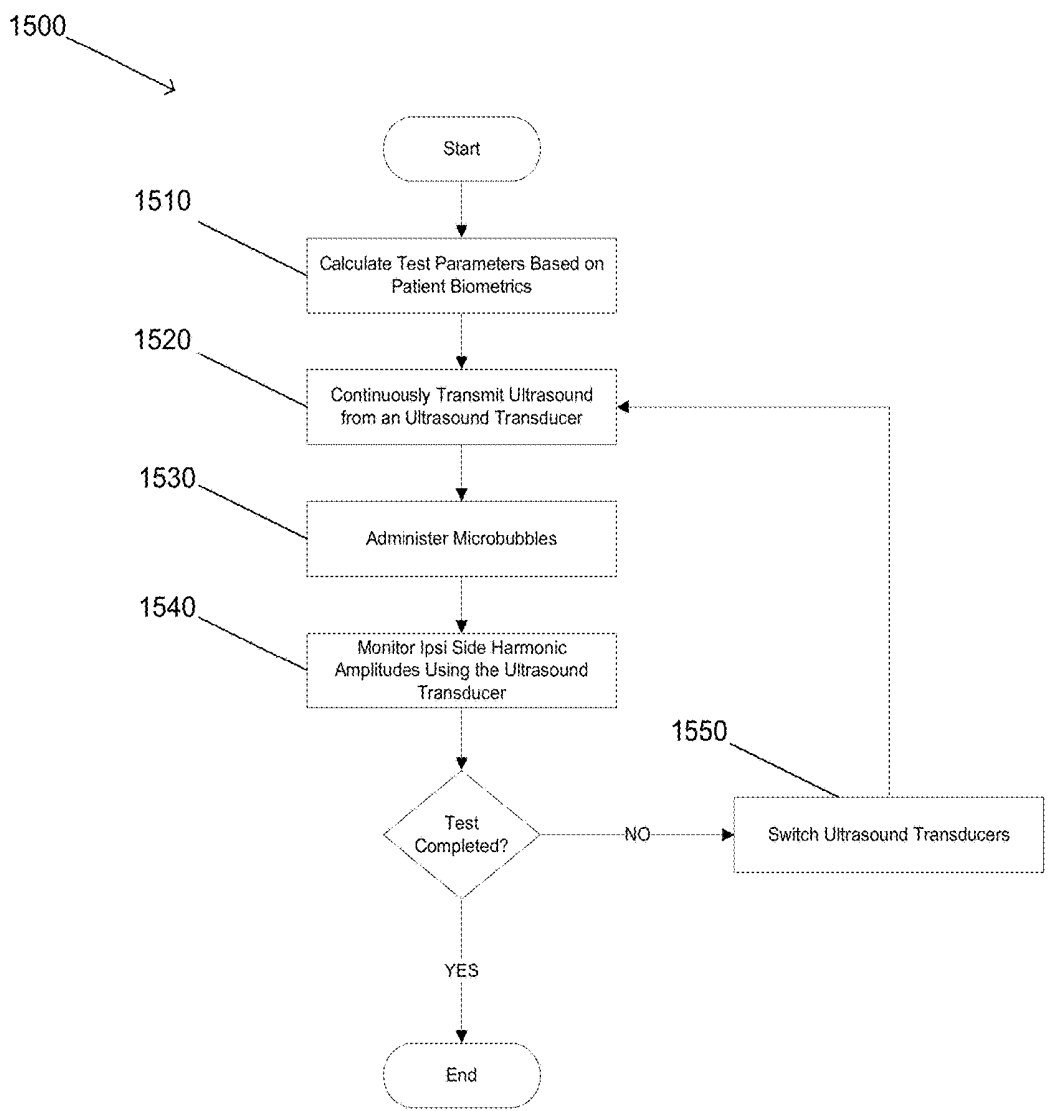 1500
Start
1510
Calculate Test Parameters Based on
Patient Biometrics
1520
Continuously Transmit Ultrasound
from an Ultrasound Transducer
1530
Administer Microbubbles
1540
Monitor Ipsi Side Harmonic
Amplitudes Using the Ultrasound
Transducer
1550
Test
Completed?
NO
Switch Ultrasound Transducers
YES
End